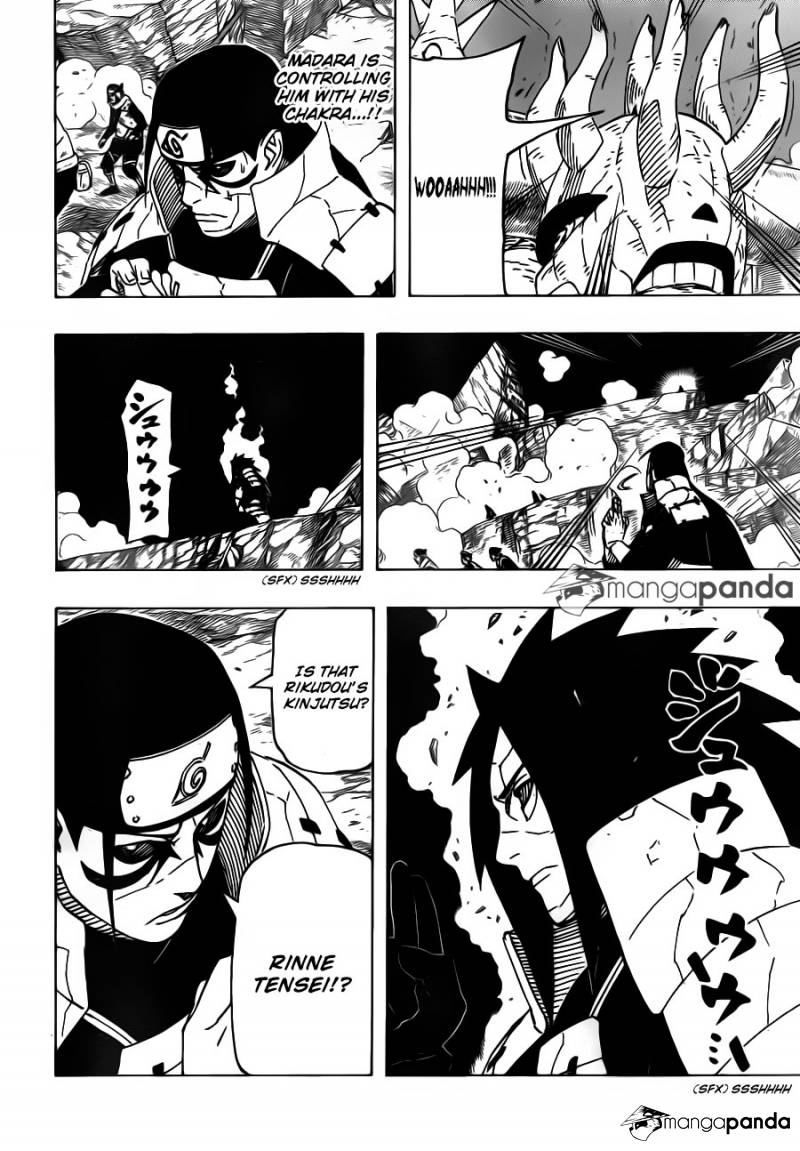 WOOAAHHH!!!
MADARA IS
CONTROLLING
HIM WITH HIS
CHAKRA...!!
mangapanda
シュウウウウ
(SFX) SSSHHHH
ジュウウウウ…
(SFX) SSSHHHH
IS THAT
RIKUDOU'S
KINJUTSU?
RINNE
TENSEI!?
mangapanda